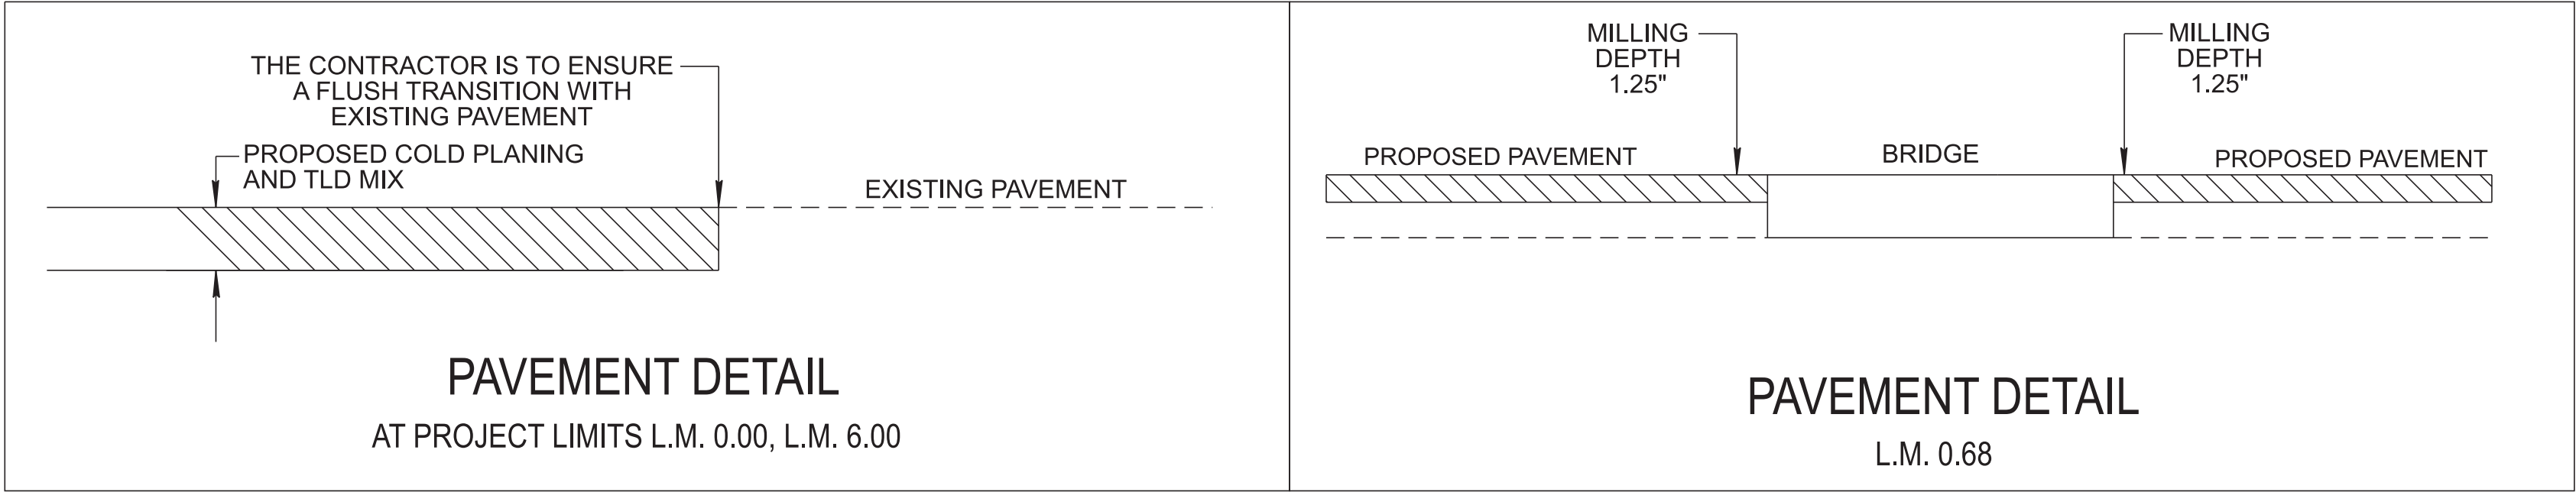 THE CONTRACTOR IS TO ENSURE
A FLUSH TRANSITION WITH
EXISTING PAVEMENT
PROPOSED COLD PLANING
AND TLD MIX
EXISTING PAVEMENT
PAVEMENT DETAIL
AT PROJECT LIMITS L.M. 0.00, L.M. 6.00
MILLING
DEPTH
1.25"
MILLING
DEPTH
1.25"
PROPOSED PAVEMENT
BRIDGE
PROPOSED PAVEMENT
PAVEMENT DETAIL
L.M. 0.68